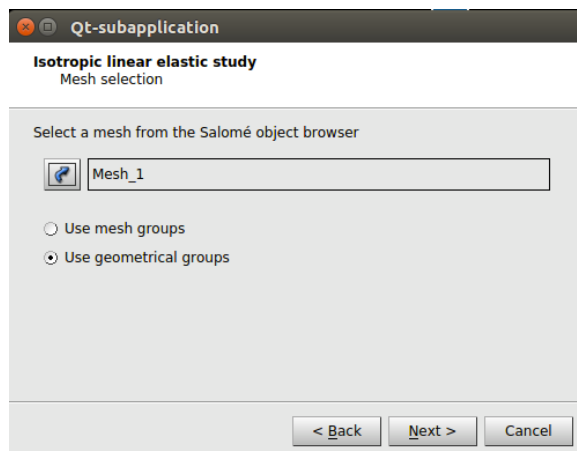 Qt-subapplication
Isotropic linear elastic study
Mesh selection
Select a mesh from the Salomé object browser
Mesh_1
Use mesh groups
Use geometrical groups
< Back Next > Cancel